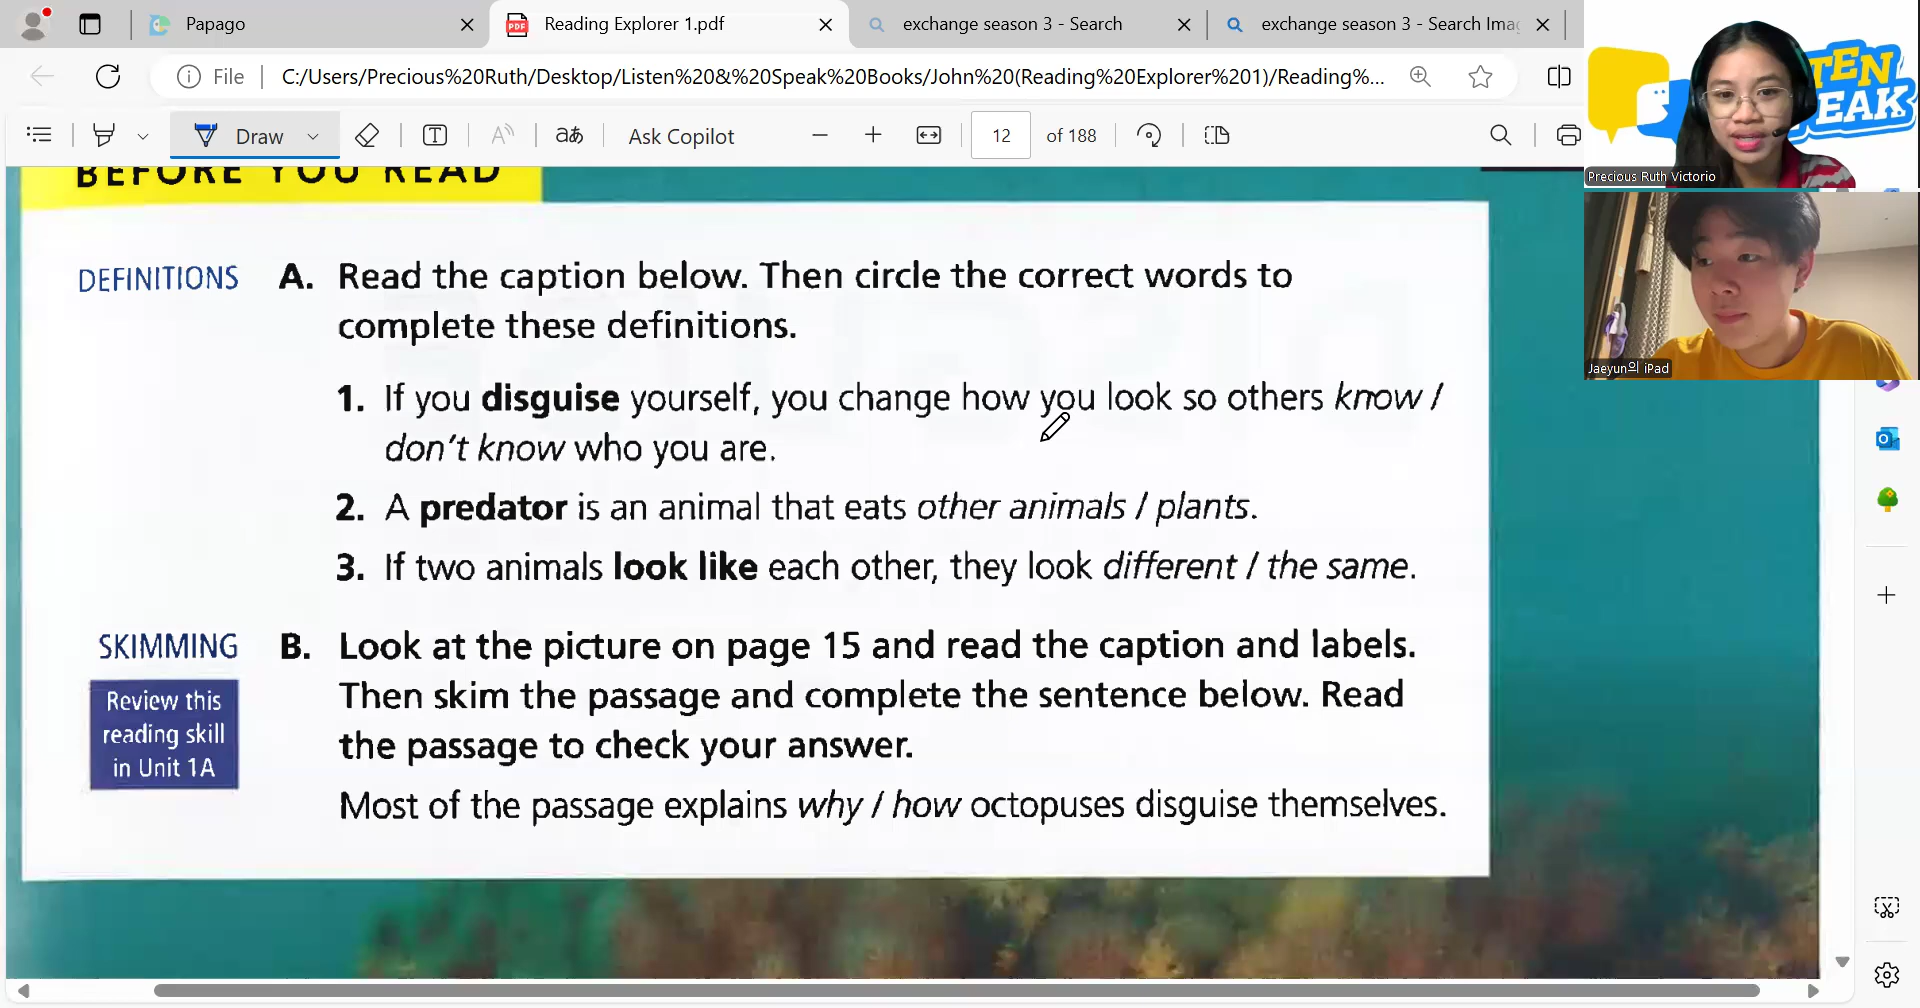 Papago
Reading Explorer 1.pdf
exchange season 3 - Search
exchange season 3 - Search Ima
File
C:/Users/Precious%20Ruth/Desktop/Listen%20&%20Speak%20Books/John%20(Reading%20Explorer%201)/Reading%...
Draw
Ask Copilot
12 of 188
TEN
EAK
Precious Ruth Victorio
Jaeyun의 iPad
BEFORE YOU READ
DEFINITIONS
A. Read the caption below. Then circle the correct words to
complete these definitions.
1. If you disguise yourself, you change how you look so others know /
don't know who you are.
2. A predator is an animal that eats other animals / plants.
3. If two animals look like each other, they look different / the same.
SKIMMING
Review this
reading skill
in Unit 1A
B. Look at the picture on page 15 and read the caption and labels.
Then skim the passage and complete the sentence below. Read
the passage to check your answer.
Most of the passage explains why / how octopuses disguise themselves.